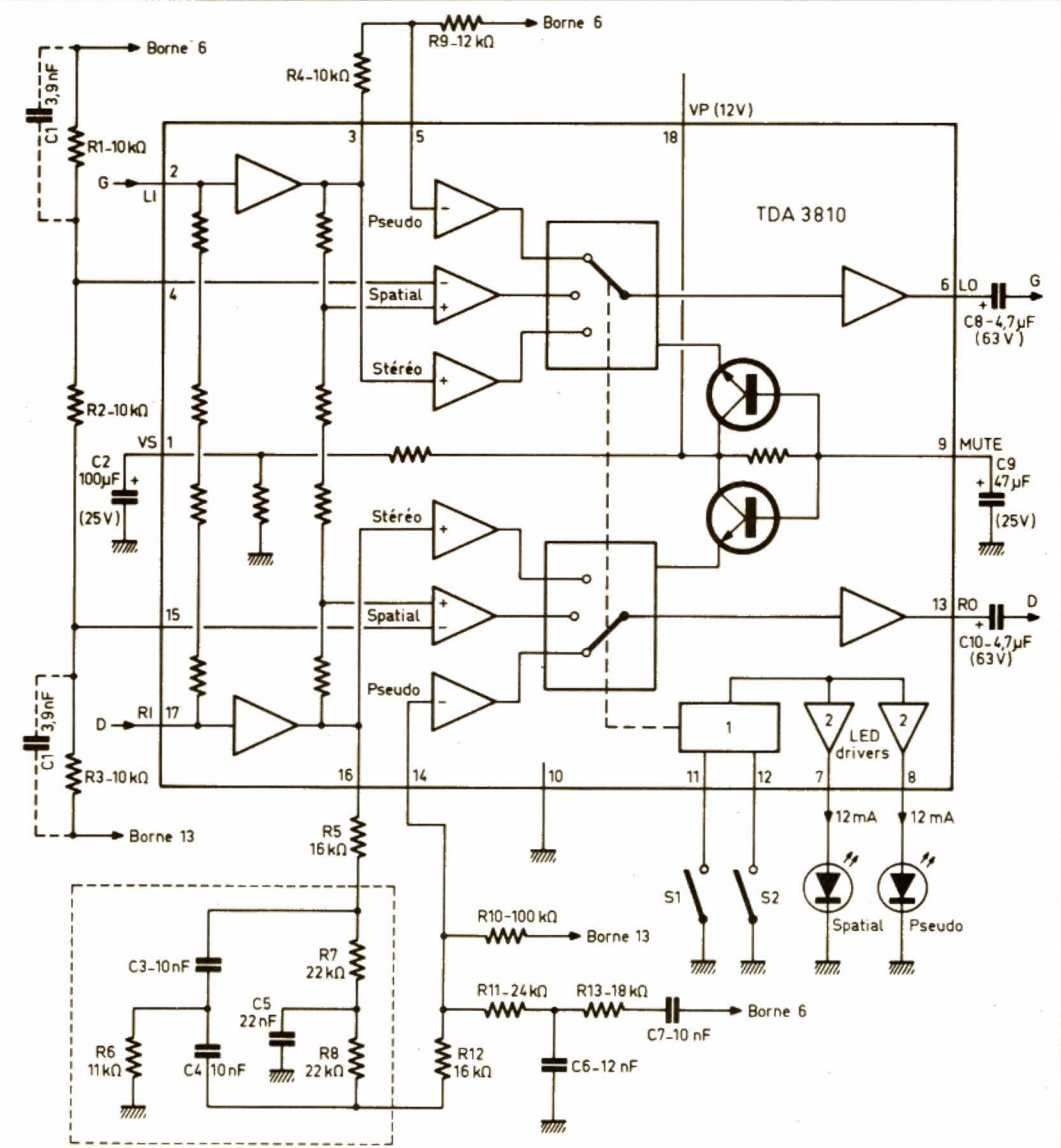 Borne 6
R9-12 kΩ
Borne 6
R4-10kΩ
C1
3,9nF
R1-10kΩ
VP (12V)
3
5
18
G
2
LI
TDA 3810
Pseudo
-
4
Spatial
-
+
6
LO
G
+
C8-4,7µF
(63V)
Stéréo
+
R2-10kΩ
VS
1
9
MUTE
C2
100µF
+
(25V)
C9
+
47µF
(25V)
Stéréo
+
15
Spatial
+
-
13
RO
D
+
C10-4,7µF
(63V)
Pseudo
-
D
RI
17
C1
3,9nF
R3-10kΩ
1
2
2
LED
drivers
16
14
10
11
12
7
8
Borne 13
R5
16kΩ
12mA
12mA
S1
S2
Spatial
Pseudo
R10-100 kΩ
Borne 13
C3-10nF
R7
22kΩ
R11-24kΩ
R13-18kΩ
Borne 6
C7-10 nF
C5
22nF
R6
11kΩ
C4
10nF
R8
22kΩ
R12
16kΩ
C6-12nF